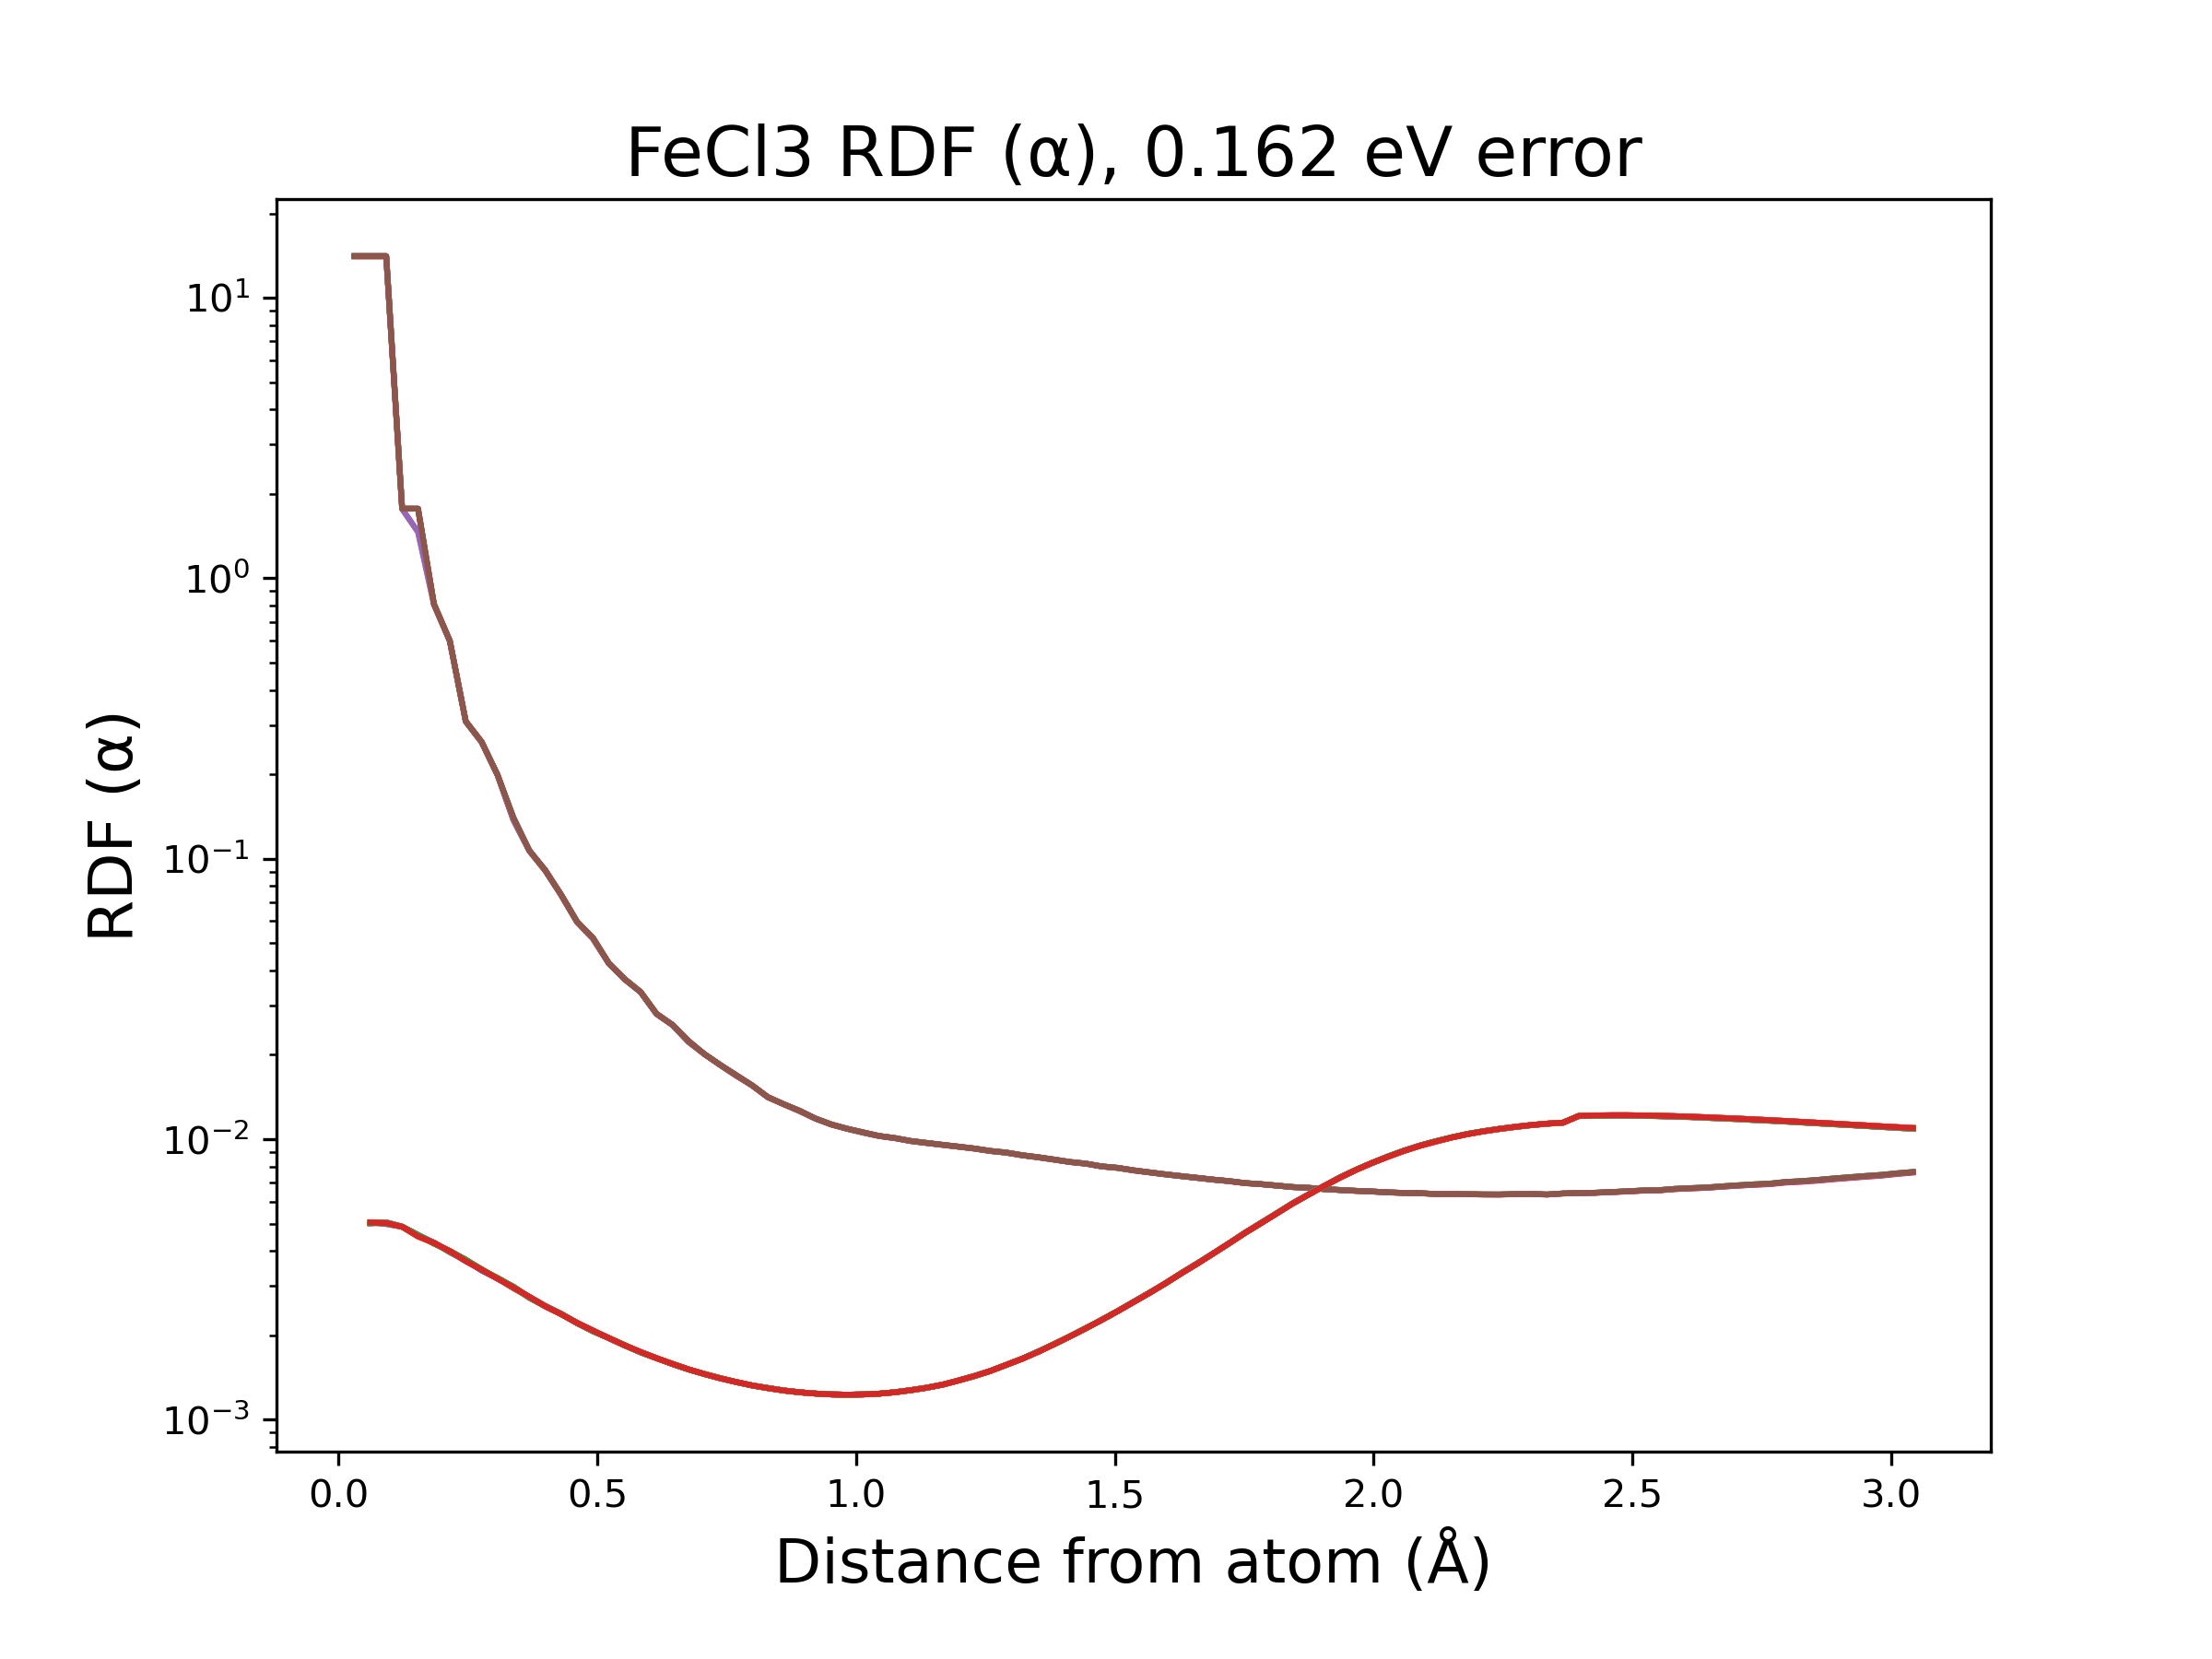 FeCl3 RDF (α), 0.162 eV error
RDF (α)
10¹
10⁰
10⁻¹
10⁻²
10⁻³
0.0 0.5 1.0 1.5 2.0 2.5 3.0
Distance from atom (Å)